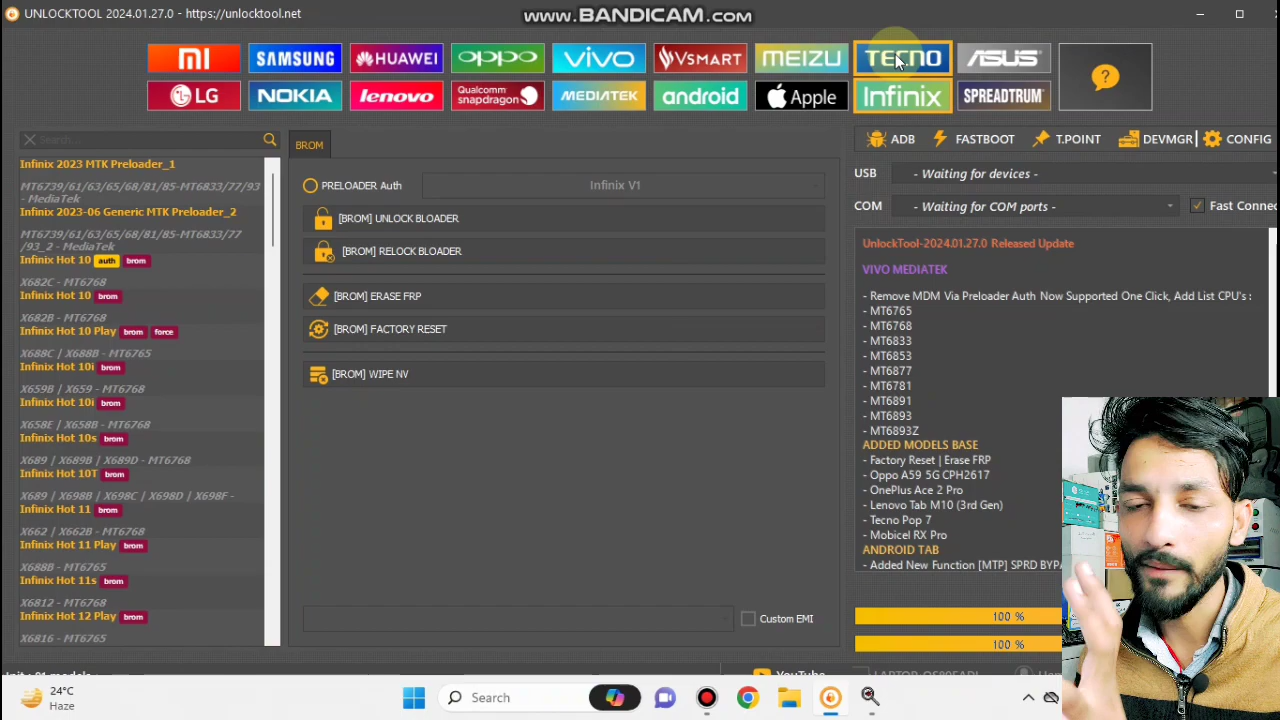 UNLOCKTOOL 2024.01.27.0 - https://unlocktool.net
www.BANDICAM.com
MI SAMSUNG HUAWEI oppo vivo VSMART MEIZU TECNO ASUS
LG NOKIA lenovo Qualcomm snapdragon MEDIATEK android Apple Infinix SPREADTRUM
?
Search...
BROM
ADB FASTBOOT T.POINT DEVMGR CONFIG
Infinix 2023 MTK Preloader_1
MT6739/61/63/65/68/81/85-MT6833/77/93
- MediaTek
Infinix 2023-06 Generic MTK Preloader_2
MT6739/61/63/65/68/81/85-MT6833/77
/93_2 - MediaTek
Infinix Hot 10 auth brom
X682C - MT6768
Infinix Hot 10 brom
X682B - MT6768
Infinix Hot 10 Play brom force
X688C | X688B - MT6765
Infinix Hot 10i brom
X659B | X659 - MT6768
Infinix Hot 10i brom
X658E | X658B - MT6768
Infinix Hot 10s brom
X689 | X689B | X689D - MT6768
Infinix Hot 10T brom
X689 | X698B | X698C | X698D | X698F -
Infinix Hot 11 brom
X662 | X662B - MT6768
Infinix Hot 11 Play brom
X688B - MT6765
Infinix Hot 11s brom
X6812 - MT6768
Infinix Hot 12 Play brom
X6816 - MT6765
PRELOADER Auth Infinix V1
[BROM] UNLOCK BLOADER
[BROM] RELOCK BLOADER
[BROM] ERASE FRP
[BROM] FACTORY RESET
[BROM] WIPE NV
Custom EMI
USB - Waiting for devices -
COM - Waiting for COM ports - Fast Connec
UnlockTool-2024.01.27.0 Released Update
VIVO MEDIATEK
- Remove MDM Via Preloader Auth Now Supported One Click, Add List CPU's :
- MT6765
- MT6768
- MT6833
- MT6853
- MT6877
- MT6781
- MT6891
- MT6893
- MT6893Z
ADDED MODELS BASE
- Factory Reset | Erase FRP
- Oppo A59 5G CPH2617
- OnePlus Ace 2 Pro
- Lenovo Tab M10 (3rd Gen)
- Tecno Pop 7
- Mobicel RX Pro
ANDROID TAB
- Added New Function [MTP] SPRD BYPA
100 %
100 %
YouTube
24°C
Haze
Search